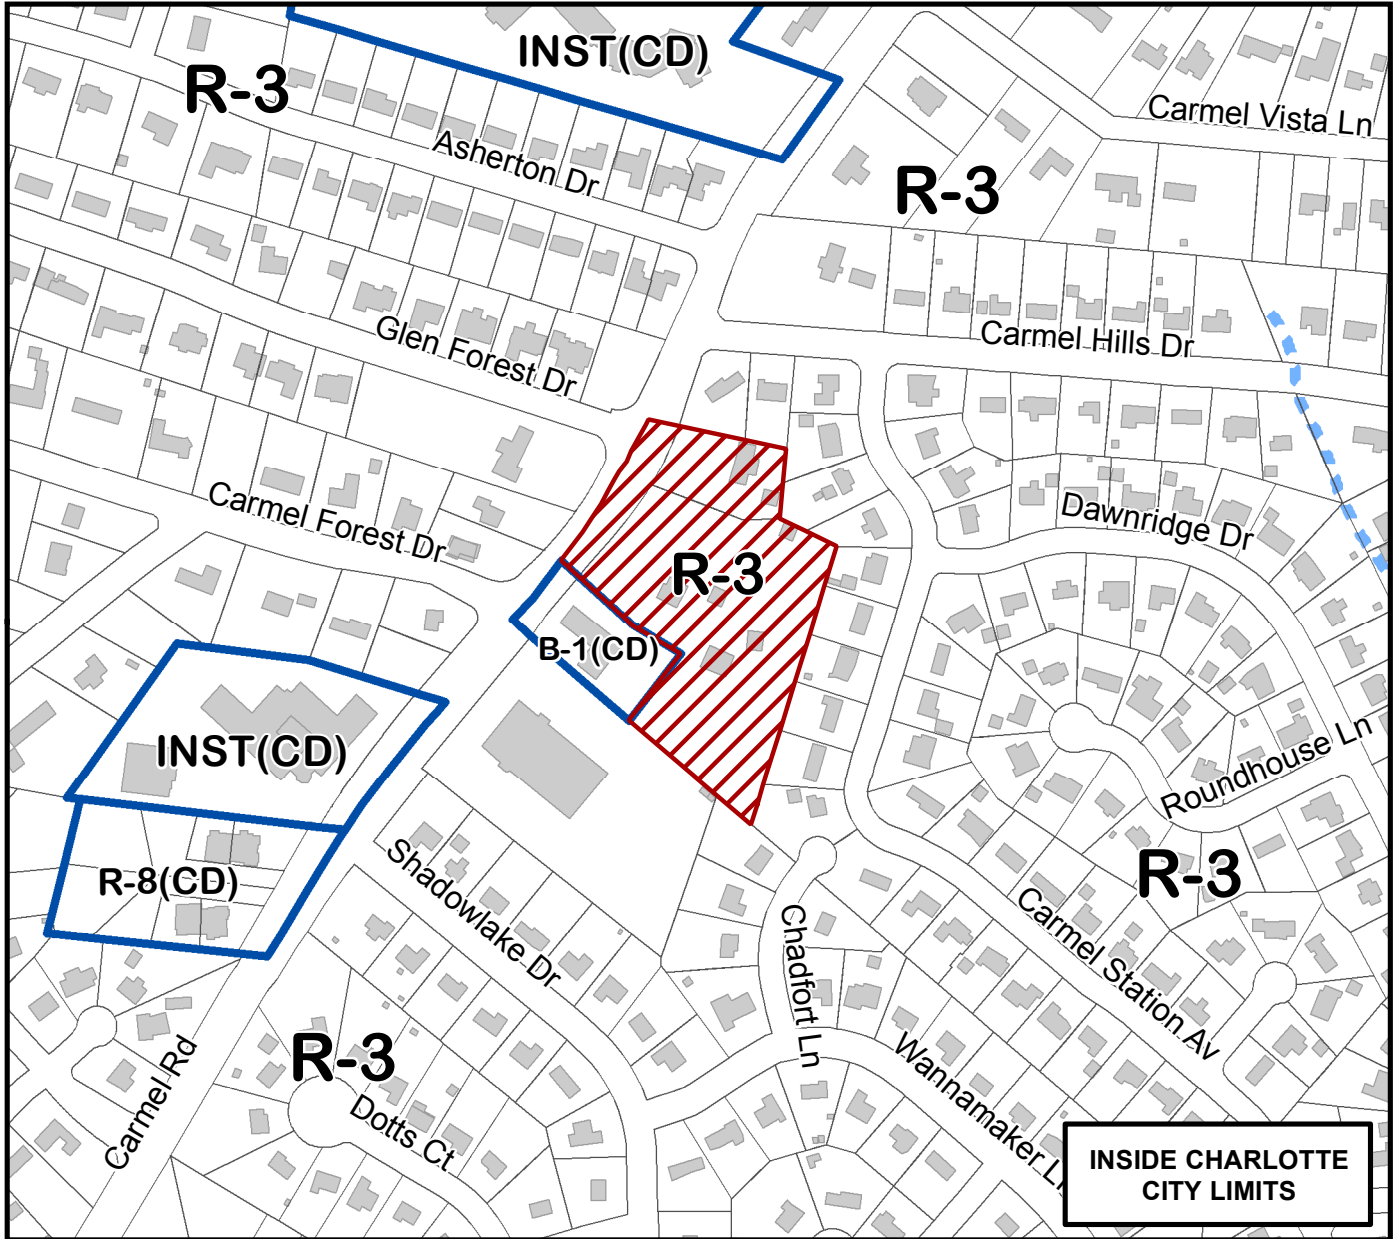 INST(CD)
R-3
Carmel Vista Ln
Asherton Dr
R-3
Glen Forest Dr
Carmel Hills Dr
Carmel Forest Dr
Dawnridge Dr
R-3
B-1(CD)
INST(CD)
Roundhouse Ln
R-8(CD)
Shadowlake Dr
R-3
Carmel Station Av
Chadfort Ln
R-3
Carmel Rd
Dotts Ct
Wannamaker Ln
INSIDE CHARLOTTE
CITY LIMITS